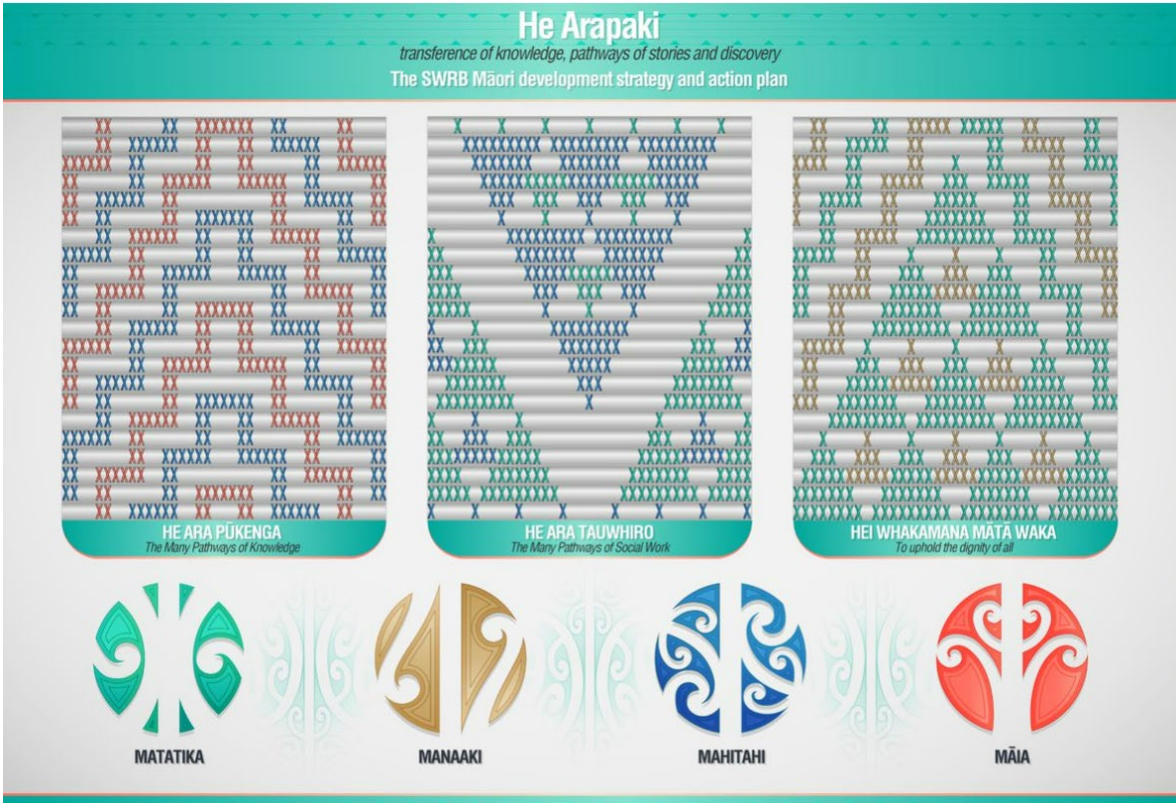 He Arapaki
transference of knowledge, pathways of stories and discovery
The SWRB Māori development strategy and action plan
HE ARA PŪKENGA
The Many Pathways of Knowledge
HE ARA TAUWHIRO
The Many Pathways of Social Work
HEI WHAKAMANA MĀTĀ WAKA
To uphold the dignity of all
MATATIKA
MANAAKI
MAHITAHI
MĀIA